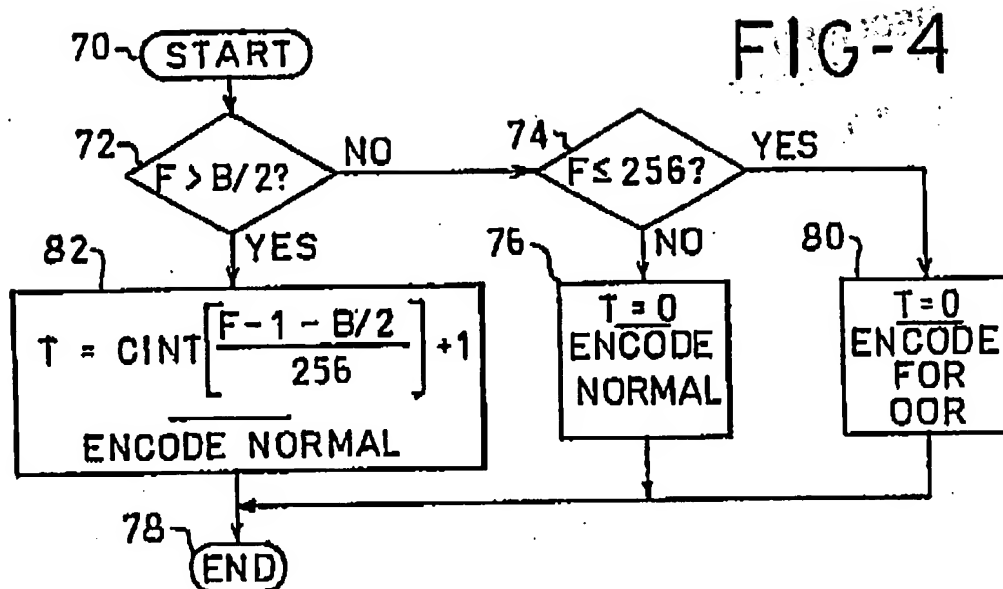 FIG-4
70
START
72
F > B/2?
NO
74
F ≤ 256?
YES
YES
NO
82
T = CINT[(F-1-B/2)/256] +1
ENCODE NORMAL
76
T=0
ENCODE
NORMAL
80
T=0
ENCODE
FOR
OOR
78
END